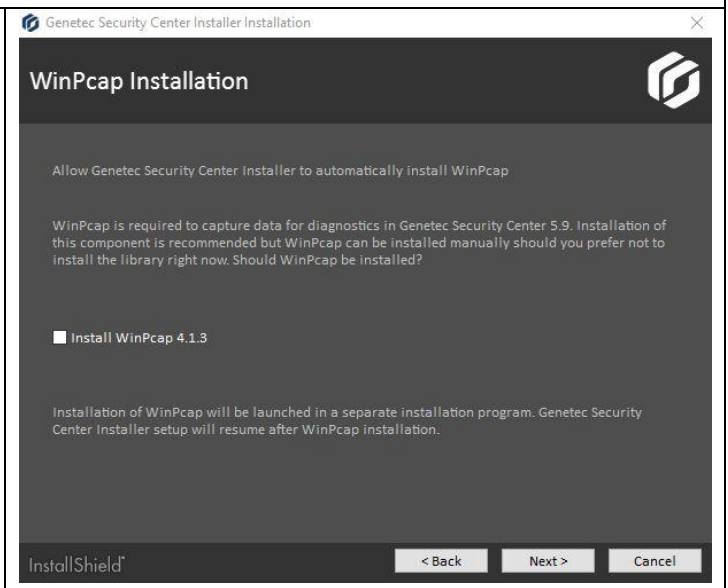 Genetec Security Center Installer Installation
WinPcap Installation
Allow Genetec Security Center Installer to automatically install WinPcap
WinPcap is required to capture data for diagnostics in Genetec Security Center 5.9. Installation of
this component is recommended but WinPcap can be installed manually should you prefer not to
install the library right now. Should WinPcap be installed?
Install WinPcap 4.1.3
Installation of WinPcap will be launched in a separate installation program. Genetec Security
Center Installer setup will resume after WinPcap installation.
InstallShield
< Back Next > Cancel